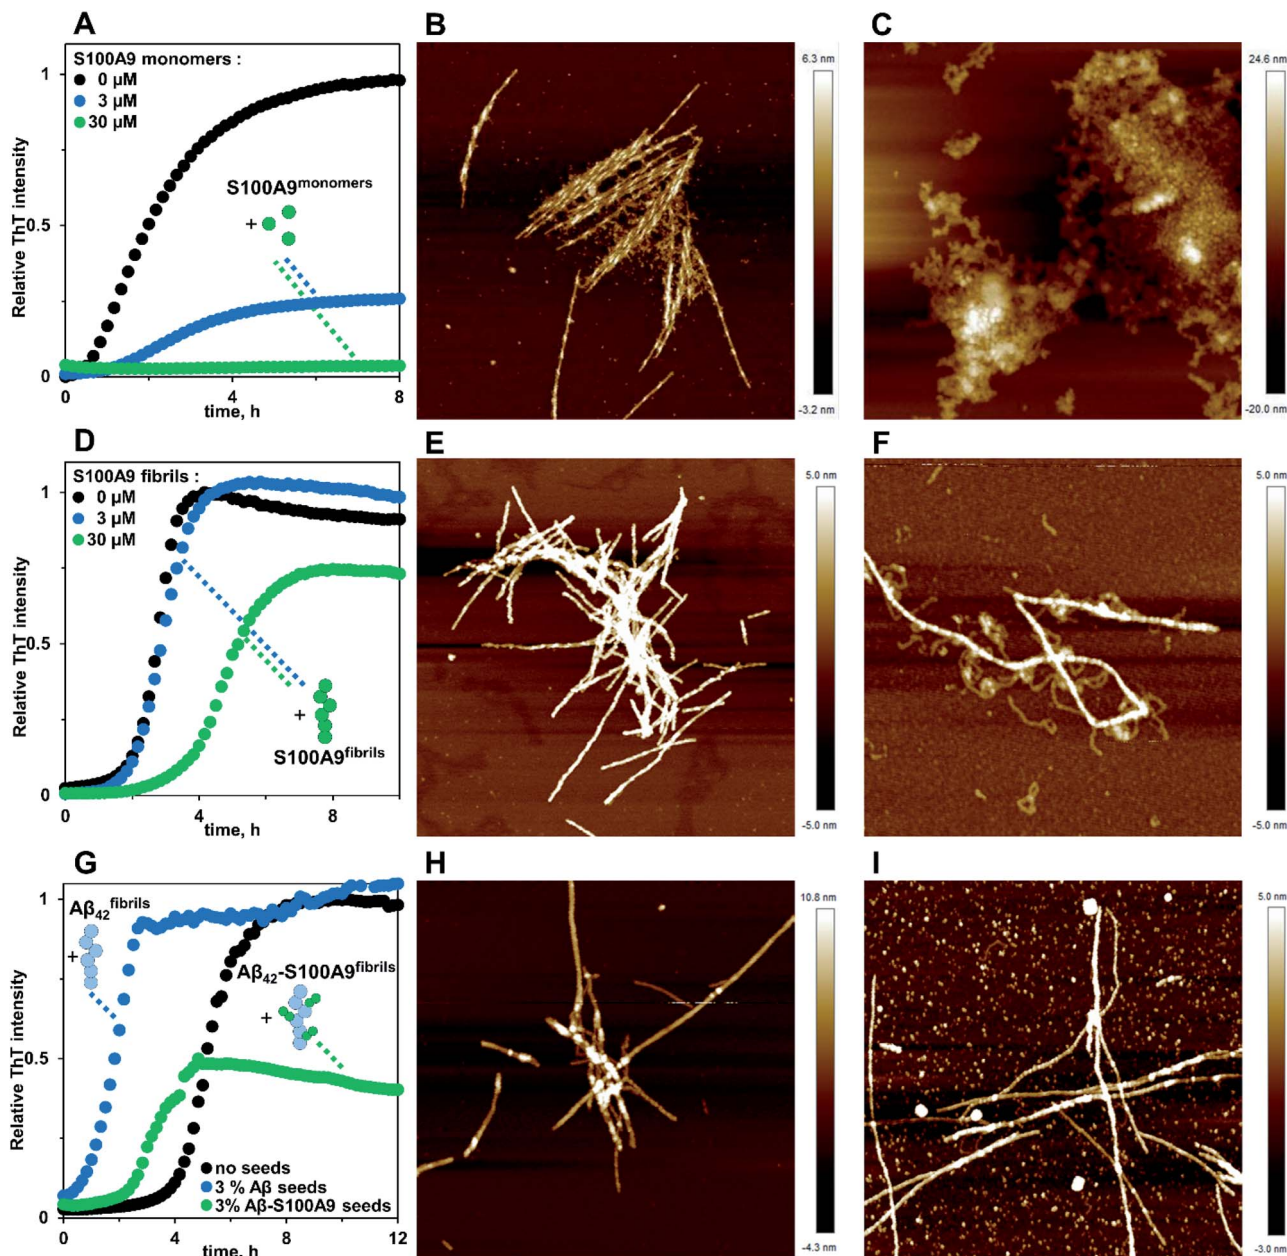 A
S100A9 monomers :
0 µM
3 µM
30 µM
S100A9monomers
+
1
0.5
0
Relative ThT intensity
0
4
8
time, h
B
6.3 nm
-3.2 nm
C
24.6 nm
-20.0 nm
D
S100A9 fibrils :
0 µM
3 µM
30 µM
+
S100A9fibrils
1
0.5
0
Relative ThT intensity
0
4
8
time, h
E
5.0 nm
-5.0 nm
F
5.0 nm
-5.0 nm
G
Aβ42fibrils
+
Aβ42-S100A9fibrils
+
no seeds
3 % Aβ seeds
3% Aβ-S100A9 seeds
1
0.5
0
Relative ThT intensity
0
4
8
12
time, h
H
10.8 nm
-4.3 nm
I
5.0 nm
-3.9 nm